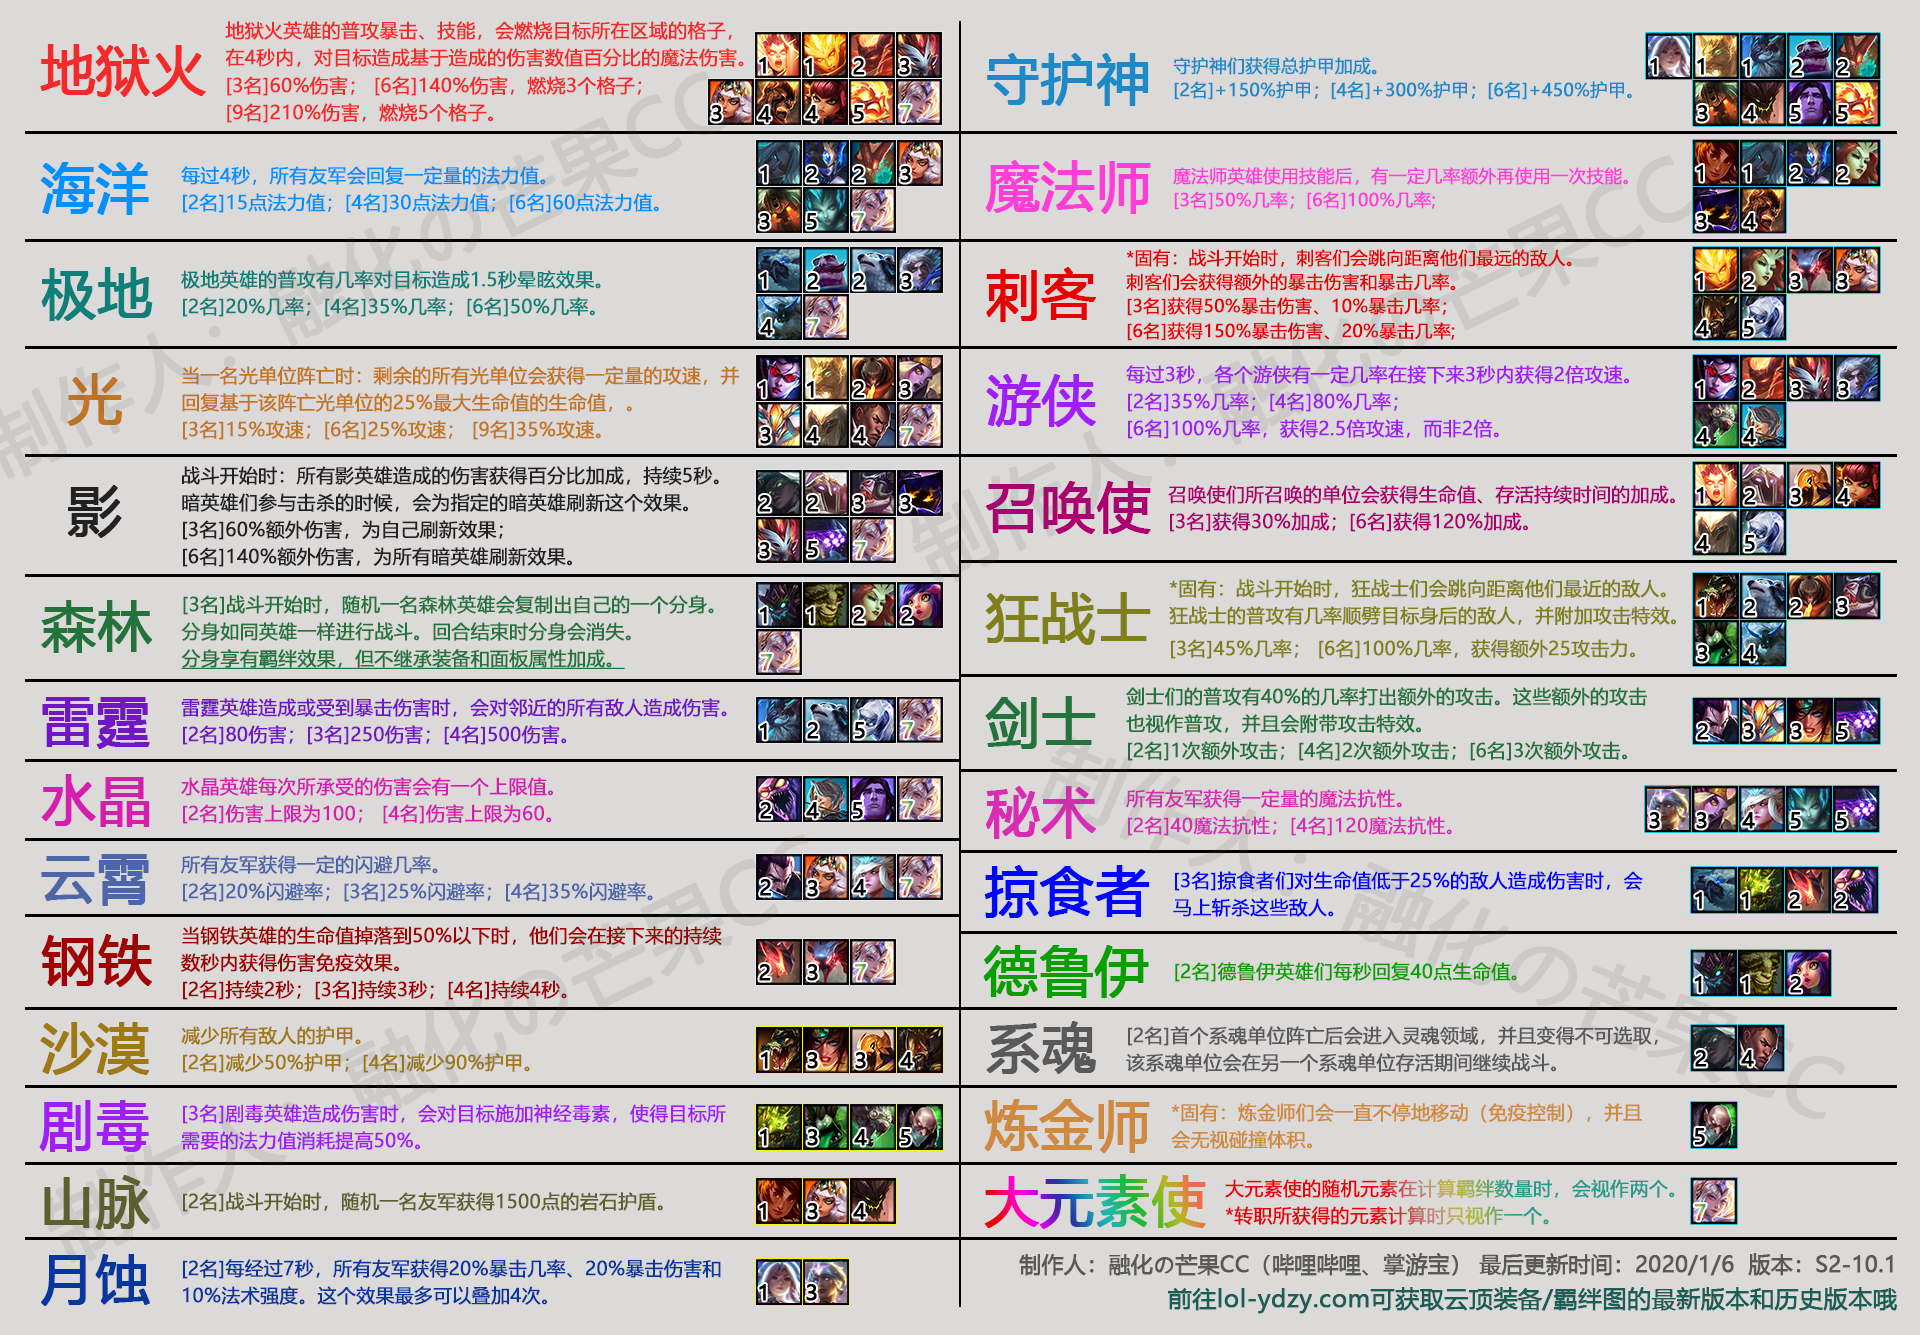 地狱火
地狱火英雄的普攻暴击、技能，会燃烧目标所在区域的格子，
在4秒内，对目标造成基于造成的伤害数值百分比的魔法伤害。
[3名]60%伤害； [6名]140%伤害，燃烧3个格子；
[9名]210%伤害，燃烧5个格子。
1 1 2 3
3 4 4 5 7
海洋
每过4秒，所有友军会回复一定量的法力值。
[2名]15点法力值；[4名]30点法力值；[6名]60点法力值。
1 2 2 3
3 5 7
极地
极地英雄的普攻有几率对目标造成1.5秒晕眩效果。
[2名]20%几率；[4名]35%几率；[6名]50%几率。
1 2 2 3
4 7
光
当一名光单位阵亡时：剩余的所有光单位会获得一定量的攻速，并
回复基于该阵亡光单位的25%最大生命值的生命值，。
[3名]15%攻速；[6名]25%攻速； [9名]35%攻速。
1 1 2 3
3 4 4 7
影
战斗开始时：所有影英雄造成的伤害获得百分比加成，持续5秒。
暗英雄们参与击杀的时候，会为指定的暗英雄刷新这个效果。
[3名]60%额外伤害，为自己刷新效果；
[6名]140%额外伤害，为所有暗英雄刷新效果。
2 2 3 3
3 5 7
森林
[3名]战斗开始时，随机一名森林英雄会复制出自己的一个分身。
分身如同英雄一样进行战斗。回合结束时分身会消失。
分身享有羁绊效果，但不继承装备和面板属性加成。
1 1 2 2
7
雷霆
雷霆英雄造成或受到暴击伤害时，会对邻近的所有敌人造成伤害。
[2名]80伤害；[3名]250伤害；[4名]500伤害。
1 2 5 7
水晶
水晶英雄每次所承受的伤害会有一个上限值。
[2名]伤害上限为100； [4名]伤害上限为60。
2 4 5 7
云霄
所有友军获得一定的闪避几率。
[2名]20%闪避率；[3名]25%闪避率；[4名]35%闪避率。
2 3 4 7
钢铁
当钢铁英雄的生命值掉落到50%以下时，他们会在接下来的持续
数秒内获得伤害免疫效果。
[2名]持续2秒；[3名]持续3秒；[4名]持续4秒。
2 3 7
沙漠
减少所有敌人的护甲。
[2名]减少50%护甲；[4名]减少90%护甲。
1 3 3 4
剧毒
[3名]剧毒英雄造成伤害时，会对目标施加神经毒素，使得目标所
需要的法力值消耗提高50%。
1 3 4 5
山脉
[2名]战斗开始时，随机一名友军获得1500点的岩石护盾。
1 3 4
月蚀
[2名]每经过7秒，所有友军获得20%暴击几率、20%暴击伤害和
10%法术强度。这个效果最多可以叠加4次。
1 3
守护神
守护神们获得总护甲加成。
[2名]+150%护甲；[4名]+300%护甲；[6名]+450%护甲。
1 1 1 2 2
3 4 5 5
魔法师
魔法师英雄使用技能后，有一定几率额外再使用一次技能。
[3名]50%几率；[6名]100%几率;
1 1 2 2
3 4
刺客
*固有：战斗开始时，刺客们会跳向距离他们最远的敌人。
刺客们会获得额外的暴击伤害和暴击几率。
[3名]获得50%暴击伤害、10%暴击几率；
[6名]获得150%暴击伤害、20%暴击几率;
1 2 3 3
4 5
游侠
每过3秒，各个游侠有一定几率在接下来3秒内获得2倍攻速。
[2名]35%几率；[4名]80%几率；
[6名]100%几率，获得2.5倍攻速，而非2倍。
1 2 3 3
4 4
召唤使
召唤使们所召唤的单位会获得生命值、存活持续时间的加成。
[3名]获得30%加成；[6名]获得120%加成。
1 2 3 4
4 5
狂战士
*固有：战斗开始时，狂战士们会跳向距离他们最近的敌人。
狂战士的普攻有几率顺劈目标身后的敌人，并附加攻击特效。
[3名]45%几率； [6名]100%几率，获得额外25攻击力。
1 2 2 3
3 4
剑士
剑士们的普攻有40%的几率打出额外的攻击。这些额外的攻击
也视作普攻，并且会附带攻击特效。
[2名]1次额外攻击；[4名]2次额外攻击；[6名]3次额外攻击。
2 3 3 5
秘术
所有友军获得一定量的魔法抗性。
[2名]40魔法抗性；[4名]120魔法抗性。
3 3 4 5 5
掠食者
[3名]掠食者们对生命值低于25%的敌人造成伤害时，会
马上斩杀这些敌人。
1 1 2 2
德鲁伊
[2名]德鲁伊英雄们每秒回复40点生命值。
1 1 2
系魂
[2名]首个系魂单位阵亡后会进入灵魂领域，并且变得不可选取，
该系魂单位会在另一个系魂单位存活期间继续战斗。
2 4
炼金师
*固有：炼金师们会一直不停地移动（免疫控制），并且
会无视碰撞体积。
5
大元素使
大元素使的随机元素在计算羁绊数量时，会视作两个。
*转职所获得的元素计算时只视作一个。
7
制作人：融化の芒果CC（哔哩哔哩、掌游宝） 最后更新时间：2020/1/6 版本：S2-10.1
前往lol-ydzy.com可获取云顶装备/羁绊图的最新版本和历史版本哦
制作人：融化の芒果CC
制作人：融化の芒果CC
制作人：融化の芒果CC
制作人：融化の芒果CC